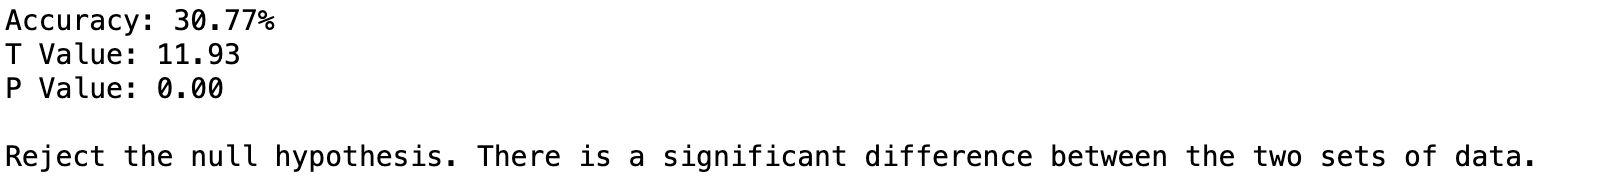 Accuracy: 30.77%
T Value: 11.93
P Value: 0.00
Reject the null hypothesis. There is a significant difference between the two sets of data.